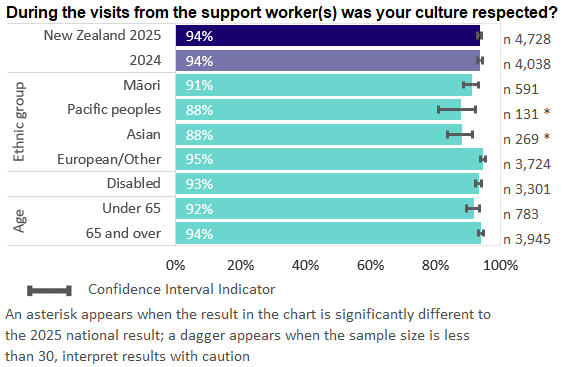 During the visits from the support worker(s) was your culture respected?
New Zealand 2025 94% n 4,728
2024 94% n 4,038
Ethnic group
Māori 91% n 591
Pacific peoples 88% n 131 *
Asian 88% n 269 *
European/Other 95% n 3,724
Disabled 93% n 3,301
Age
Under 65 92% n 783
65 and over 94% n 3,945
0% 20% 40% 60% 80% 100%
Confidence Interval Indicator
An asterisk appears when the result in the chart is significantly different to
the 2025 national result; a dagger appears when the sample size is less
than 30, interpret results with caution